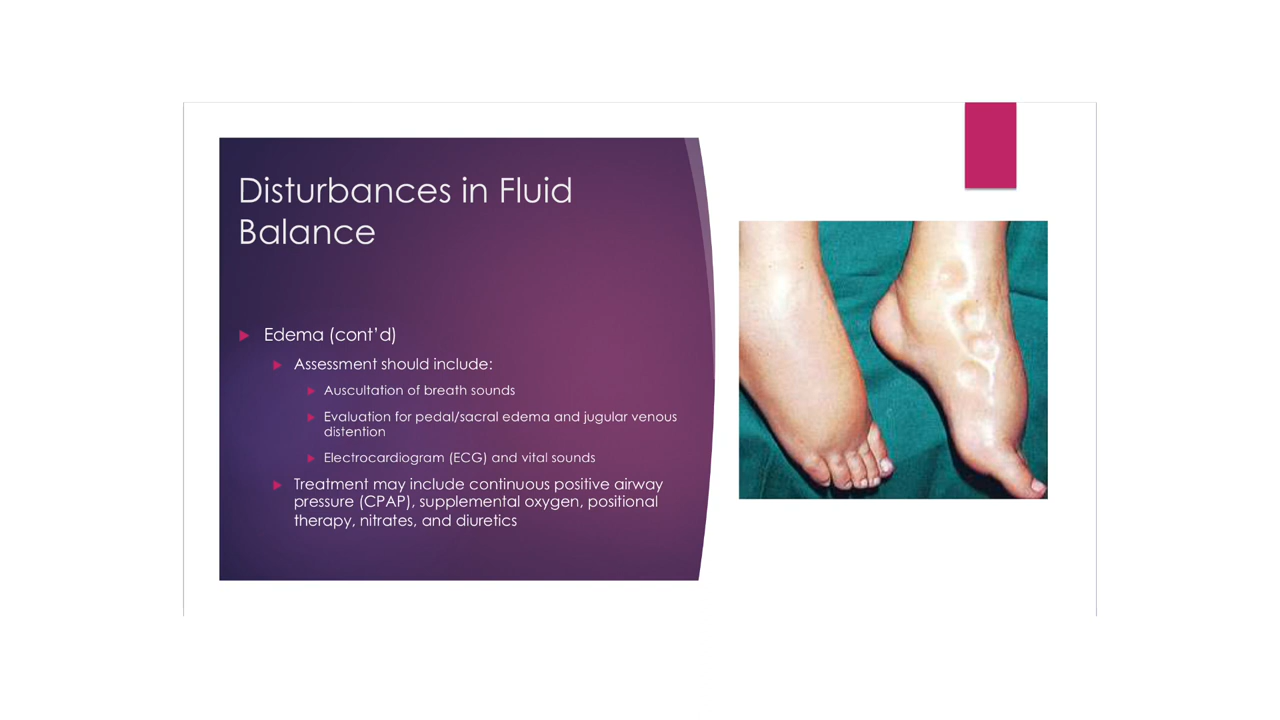 Disturbances in Fluid
Balance
Edema (cont'd)
Assessment should include:
Auscultation of breath sounds
Evaluation for pedal/sacral edema and jugular venous
distention
Electrocardiogram (ECG) and vital sounds
Treatment may include continuous positive airway
pressure (CPAP), supplemental oxygen, positional
therapy, nitrates, and diuretics